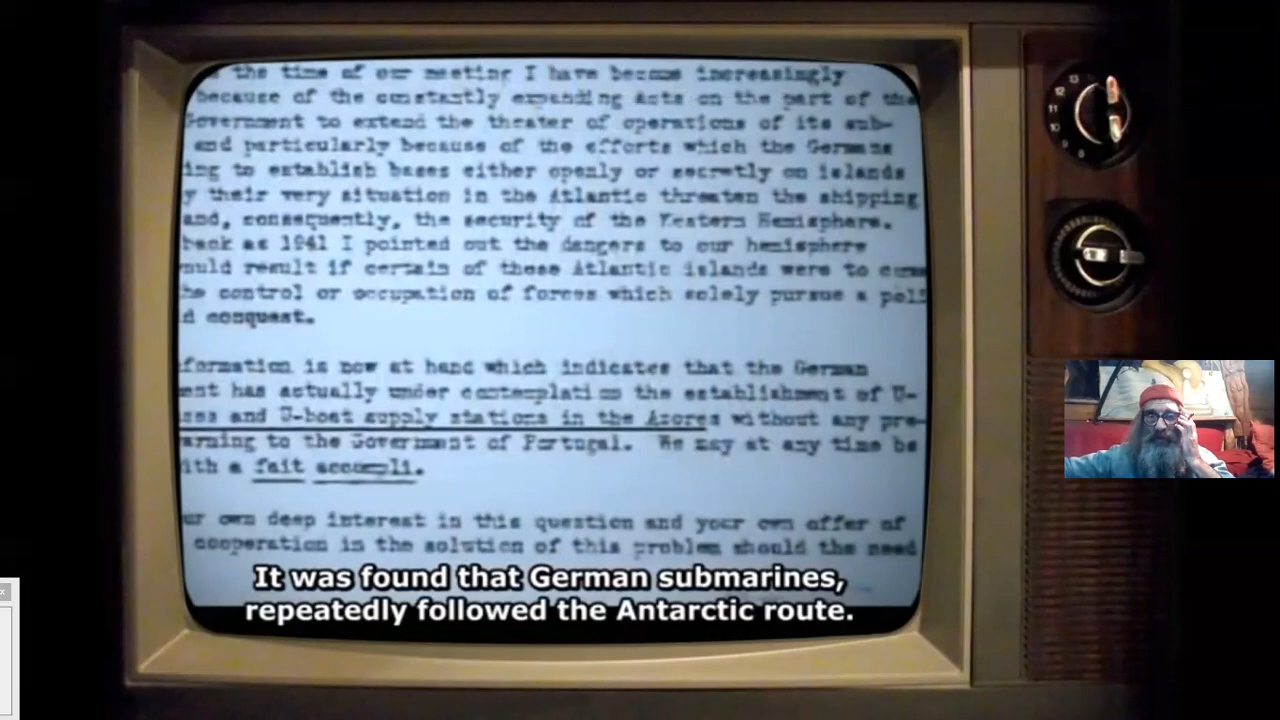 the time of our meeting I have become increasingly
because of the constantly expanding acts on the part of the
Government to extend the theater of operations of its sub-
and particularly because of the efforts which the Germans
ing to establish bases either openly or secretly on islands
y their very situation in the Atlantic threaten the shipping
and, consequently, the security of the Western Hemisphere.
back as 1941 I pointed out the dangers to our hemisphere
ould result if certain of these Atlantic islands were to come
he control or occupation of forces which solely pursue a poli
d conquest.
formation is now at hand which indicates that the German
ent has actually under contemplation the establishment of U-
ses and U-boat supply stations in the Azores without any pre-
arning to the Government of Portugal. We may at any time be
ith a fait accompli.
ur own deep interest in this question and your own offer of
cooperation in the solution of this problem should the need
It was found that German submarines,
repeatedly followed the Antarctic route.
13
12
11
10
9
8